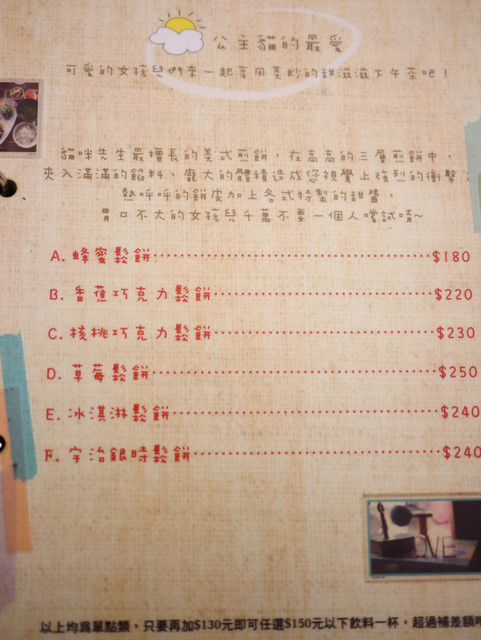 公主貓的最愛
可愛的女孩兒們來一起享用美妙的甜滋滋下午茶吧！
貓咪先生最擅長的美式煎餅，在高高的三層煎餅中，
夾入滿滿的餡料，龐大的體積造成您視覺上強烈的衝擊
熱呼呼的餅皮加上各式特製的甜醬，
胃口不大的女孩兒千萬不要一個人嚐試唷~
A. 蜂蜜鬆餅 $180
B. 香蕉巧克力鬆餅 $220
C. 核桃巧克力鬆餅 $230
D. 草莓鬆餅 $250
E. 冰淇淋鬆餅 $240
F. 宇治銀時鬆餅 $240
LOVE
以上均為單點類，只要再加$130元即可任選$150元以下飲料一杯，超過補差額